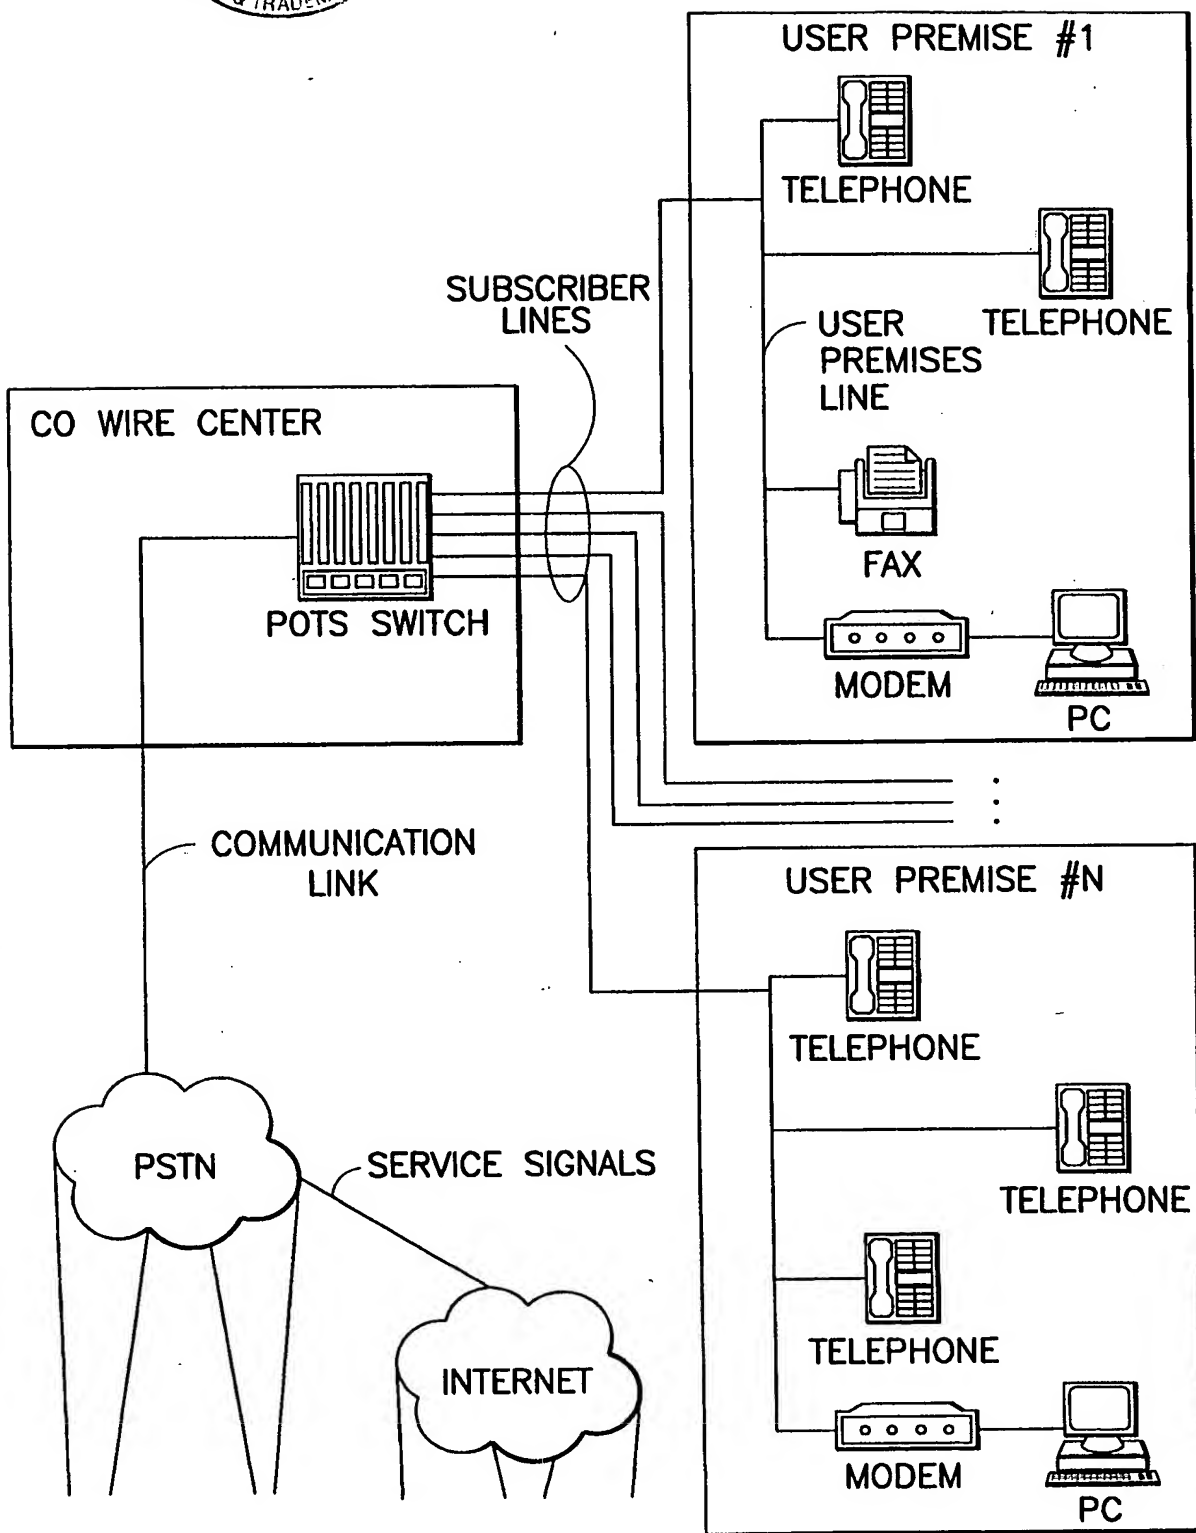 & TRADEM
USER PREMISE #1
TELEPHONE
TELEPHONE
SUBSCRIBER
LINES
USER
PREMISES
LINE
CO WIRE CENTER
FAX
POTS SWITCH
MODEM
PC
COMMUNICATION
LINK
USER PREMISE #N
TELEPHONE
PSTN
SERVICE SIGNALS
TELEPHONE
TELEPHONE
INTERNET
MODEM
PC